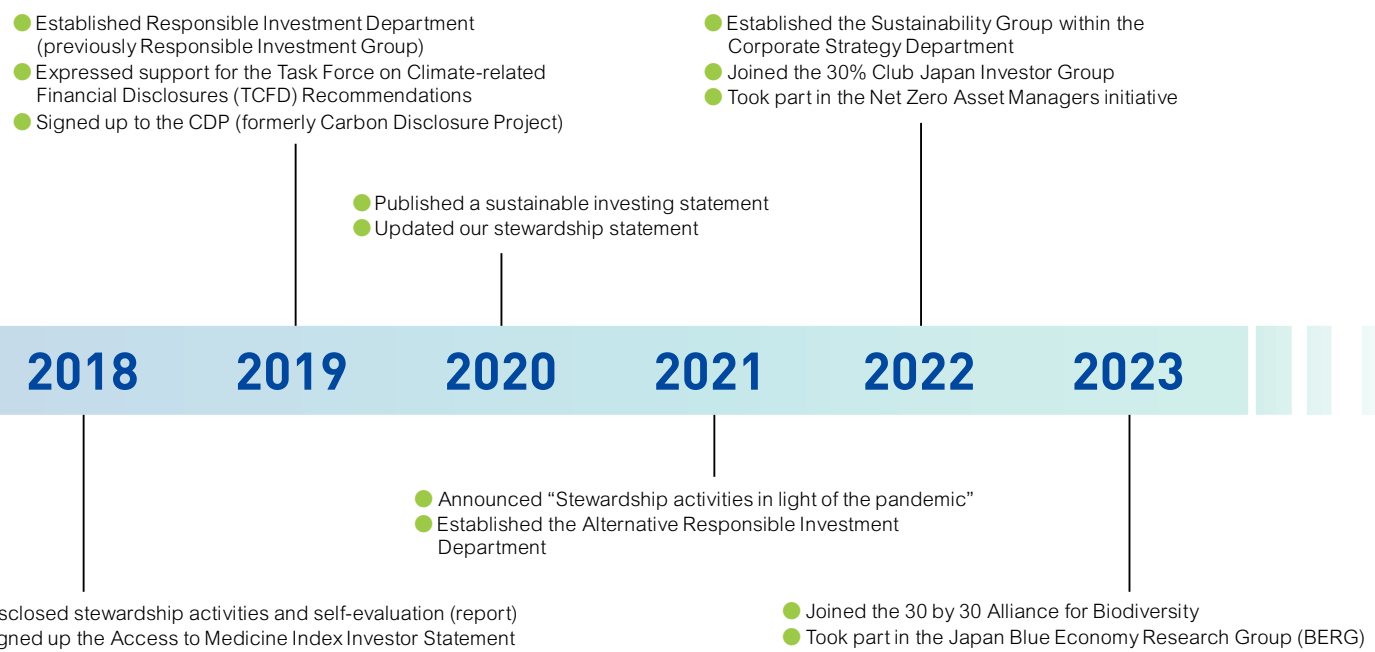 Established Responsible Investment Department
(previously Responsible Investment Group)
Expressed support for the Task Force on Climate-related
Financial Disclosures (TCFD) Recommendations
Signed up to the CDP (formerly Carbon Disclosure Project)
Established the Sustainability Group within the
Corporate Strategy Department
Joined the 30% Club Japan Investor Group
Took part in the Net Zero Asset Managers initiative
Published a sustainable investing statement
Updated our stewardship statement
2018 2019 2020 2021 2022 2023
Announced “Stewardship activities in light of the pandemic”
Established the Alternative Responsible Investment
Department
sclosed stewardship activities and self-evaluation (report)
gned up the Access to Medicine Index Investor Statement
Joined the 30 by 30 Alliance for Biodiversity
Took part in the Japan Blue Economy Research Group (BERG)